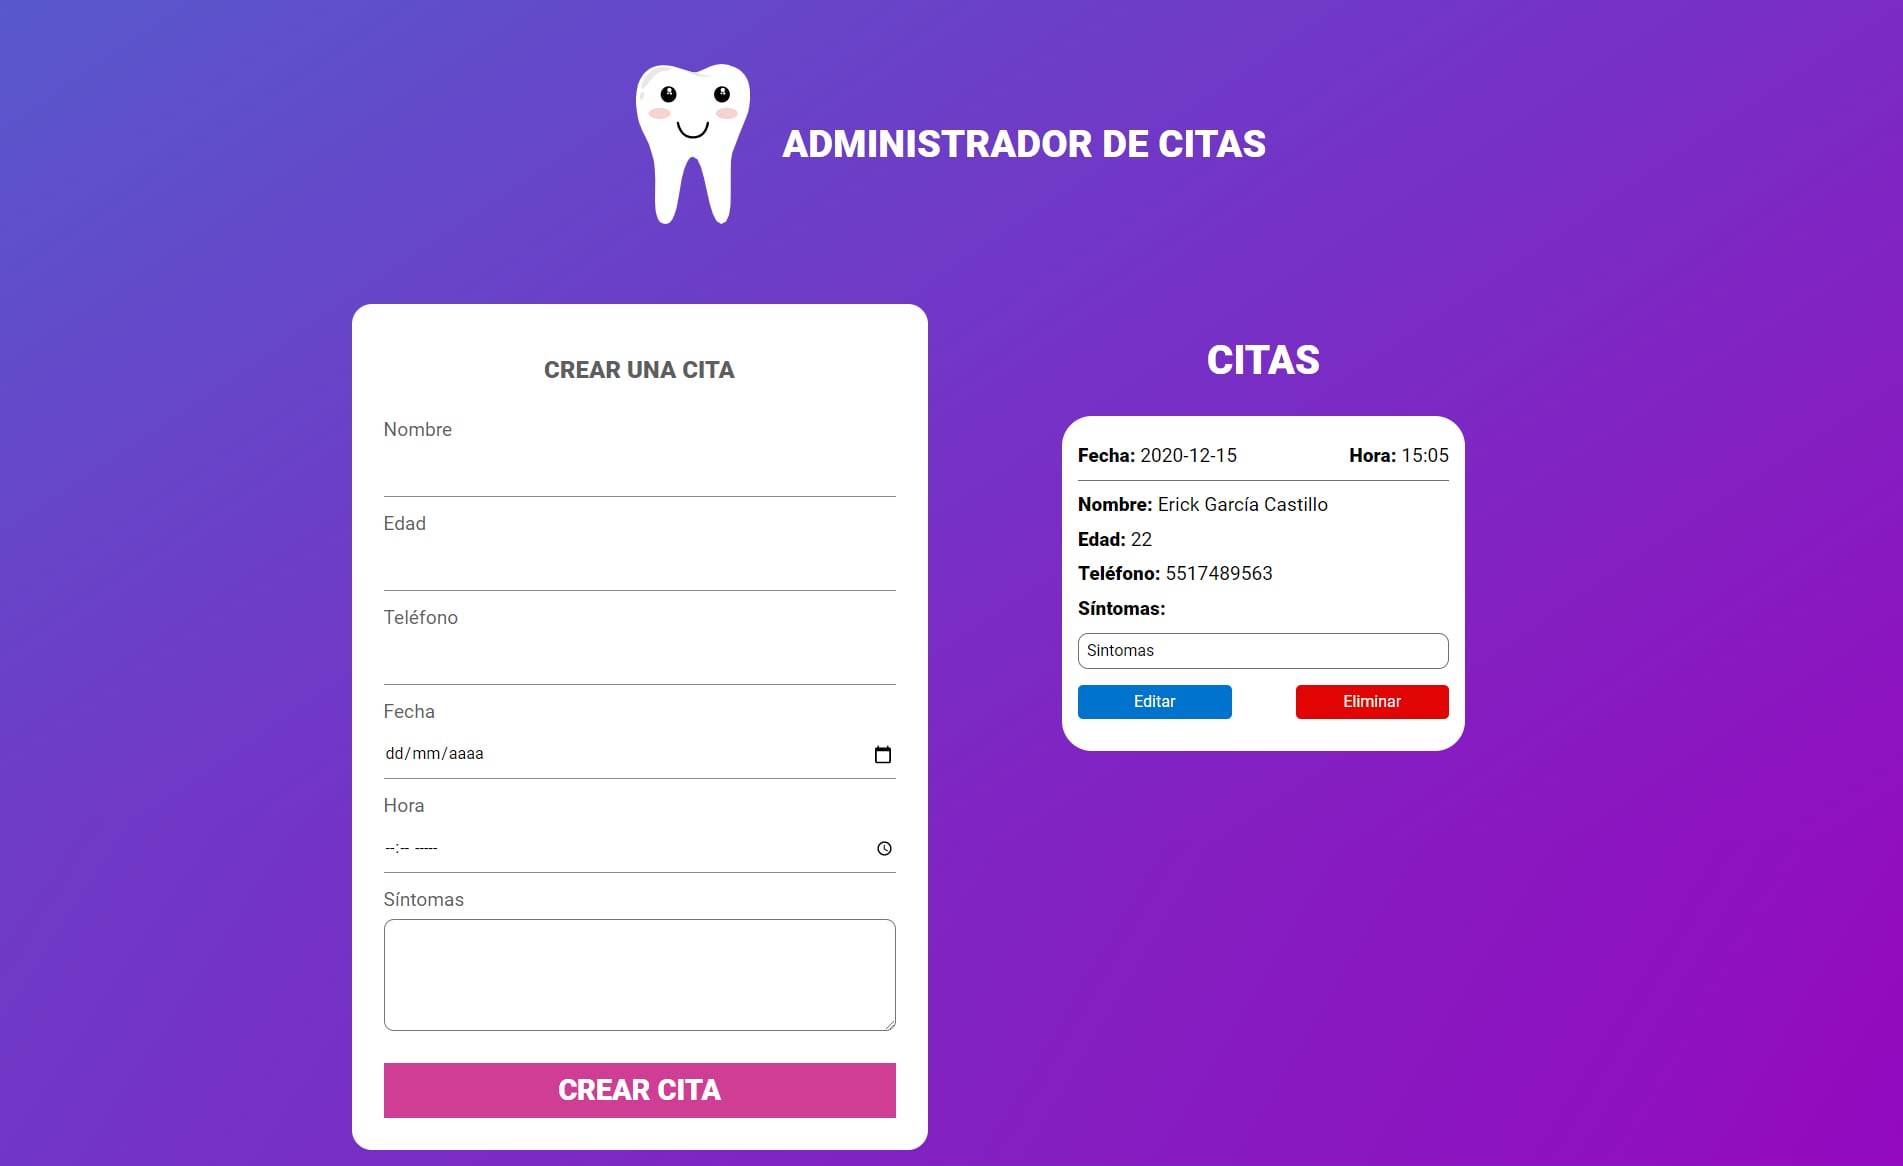 ADMINISTRADOR DE CITAS
CREAR UNA CITA
Nombre
Edad
Teléfono
Fecha
dd/mm/aaaa
Hora
--:-- -----
Síntomas
CREAR CITA
CITAS
Fecha: 2020-12-15 Hora: 15:05
Nombre: Erick García Castillo
Edad: 22
Teléfono: 5517489563
Síntomas:
Sintomas
Editar Eliminar